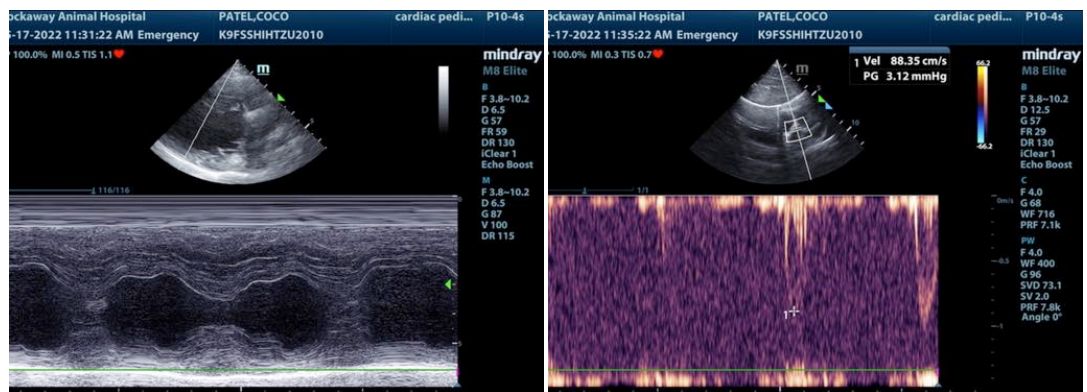 ockaway Animal Hospital PATEL,COCO cardiac pedi... P10-4s
-17-2022 11:31:22 AM Emergency K9FSSHIHTZU2010
100.0% MI 0.5 TIS 1.1
mindray
M8 Elite
m
B
F 3.8~10.2
D 6.5
G 57
FR 59
DR 130
iClear 1
Echo Boost
5
116/116
M
F 3.8~10.2
D 6.5
G 87
V 100
DR 115
0
5
ockaway Animal Hospital PATEL,COCO cardiac pedi... P10-4s
-17-2022 11:35:22 AM Emergency K9FSSHIHTZU2010
100.0% MI 0.3 TIS 0.7
1 Vel 88.35 cm/s
PG 3.12 mmHg
mindray
M8 Elite
m
66.2
-66.2
B
F 3.8~10.2
D 12.5
G 57
FR 29
DR 130
iClear 1
Echo Boost
10
1/1
C
F 4.0
G 68
WF 716
PRF 7.1k
PW
F 4.0
WF 400
G 96
SVD 73.1
SV 2.0
PRF 7.8k
Angle 0°
0m/s
-0.5
-1
1